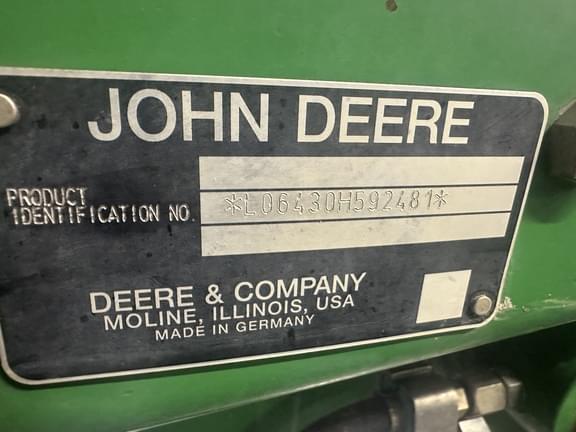 JOHN DEERE
PRODUCT
IDENTIFICATION NO.
*L06430H592481*
DEERE & COMPANY
MOLINE, ILLINOIS, USA
MADE IN GERMANY